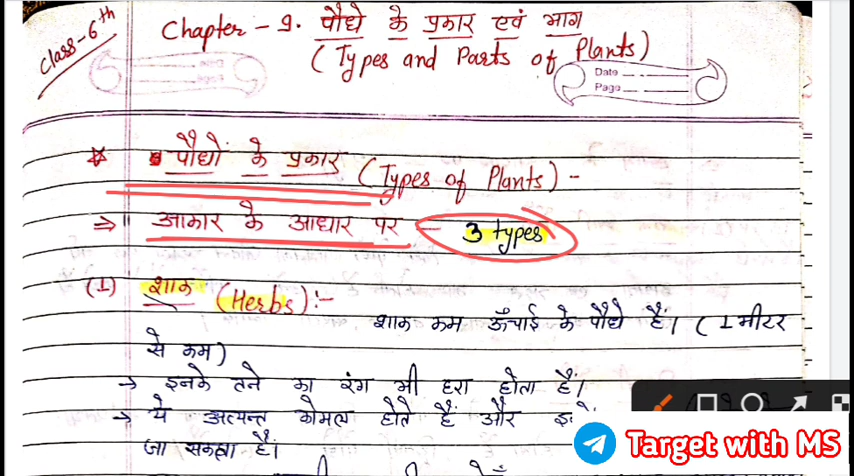 Class-6th
Chapter - 9. पौधे के प्रकार एवं भाग
(Types and Parts of Plants)
Date
Page
पौधों के प्रकार (Types of Plants) -
⇒ आकार के आधार पर - 3 types
(1) शाक (Herbs):-
शाक कम ऊँचाई के पौधे हैं। (1 मीटर
से कम)
→ इनके तने का रंग भी हरा होता है।
→ ये अत्यन्त कोमल होते हैं और
जा सकता है।
Target with MS